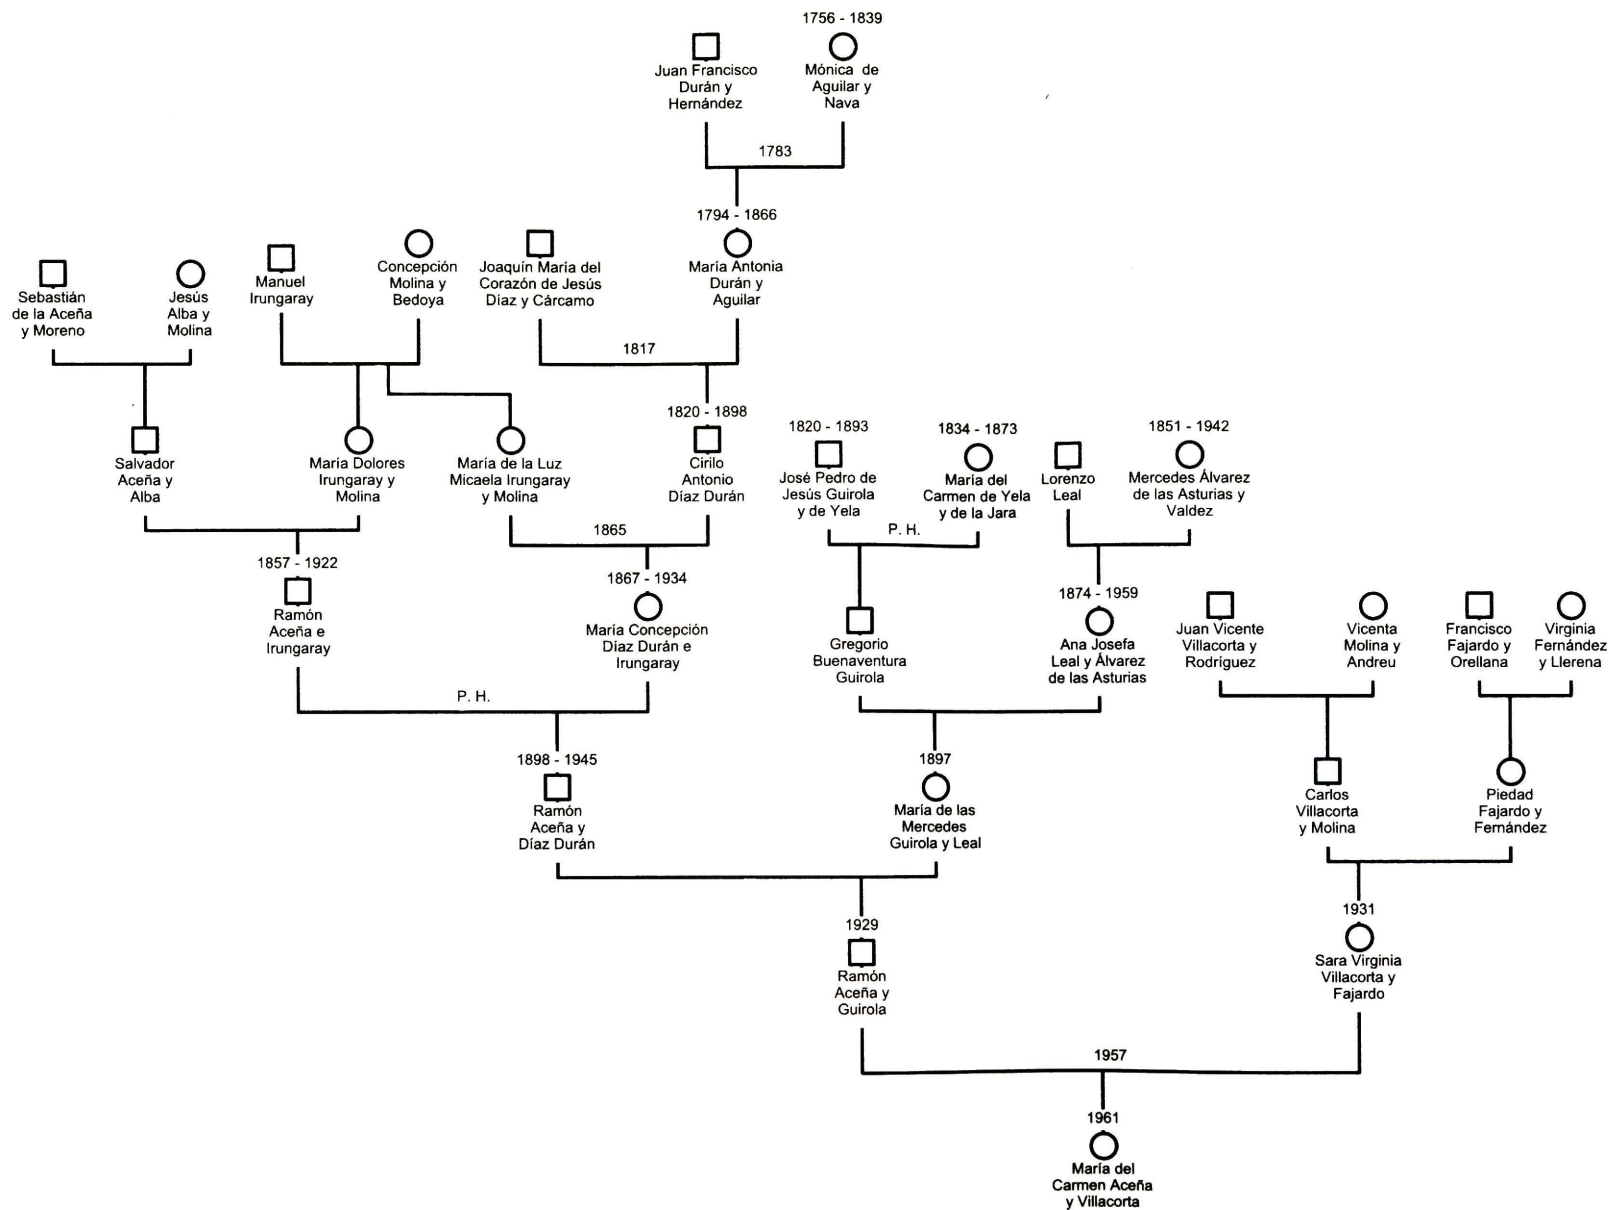 1756 - 1839
Juan Francisco
Durán y
Hernández
Mónica de
Aguilar y
Nava
1783
1794 - 1866
Sebastián
de la Aceña
y Moreno
Jesús
Alba y
Molina
Manuel
Irungaray
Concepción
Molina y
Bedoya
Joaquín María del
Corazón de Jesús
Díaz y Cárcamo
María Antonia
Durán y
Aguilar
1817
1820 - 1898
Salvador
Aceña y
Alba
María Dolores
Irungaray y
Molina
María de la Luz
Micaela Irungaray
y Molina
Cirilo
Antonio
Díaz Durán
1820 - 1893
José Pedro de
Jesús Guirola
y de Yela
1834 - 1873
María del
Carmen de Yela
y de la Jara
Lorenzo
Leal
1851 - 1942
Mercedes Álvarez
de las Asturias y
Valdez
1865
P. H.
1857 - 1922
Ramón
Aceña e
Irungaray
1867 - 1934
María Concepción
Díaz Durán e
Irungaray
Gregorio
Buenaventura
Guirola
1874 - 1959
Ana Josefa
Leal y Álvarez
de las Asturias
Juan Vicente
Villacorta y
Rodríguez
Vicenta
Molina y
Andreu
Francisco
Fajardo y
Orellana
Virginia
Fernández
y Llerena
P. H.
1898 - 1945
Ramón
Aceña y
Díaz Durán
1897
María de las
Mercedes
Guirola y Leal
Carlos
Villacorta
y Molina
Piedad
Fajardo y
Fernández
1929
Ramón
Aceña y
Guirola
1931
Sara Virginia
Villacorta y
Fajardo
1957
1961
María del
Carmen Aceña
y Villacorta